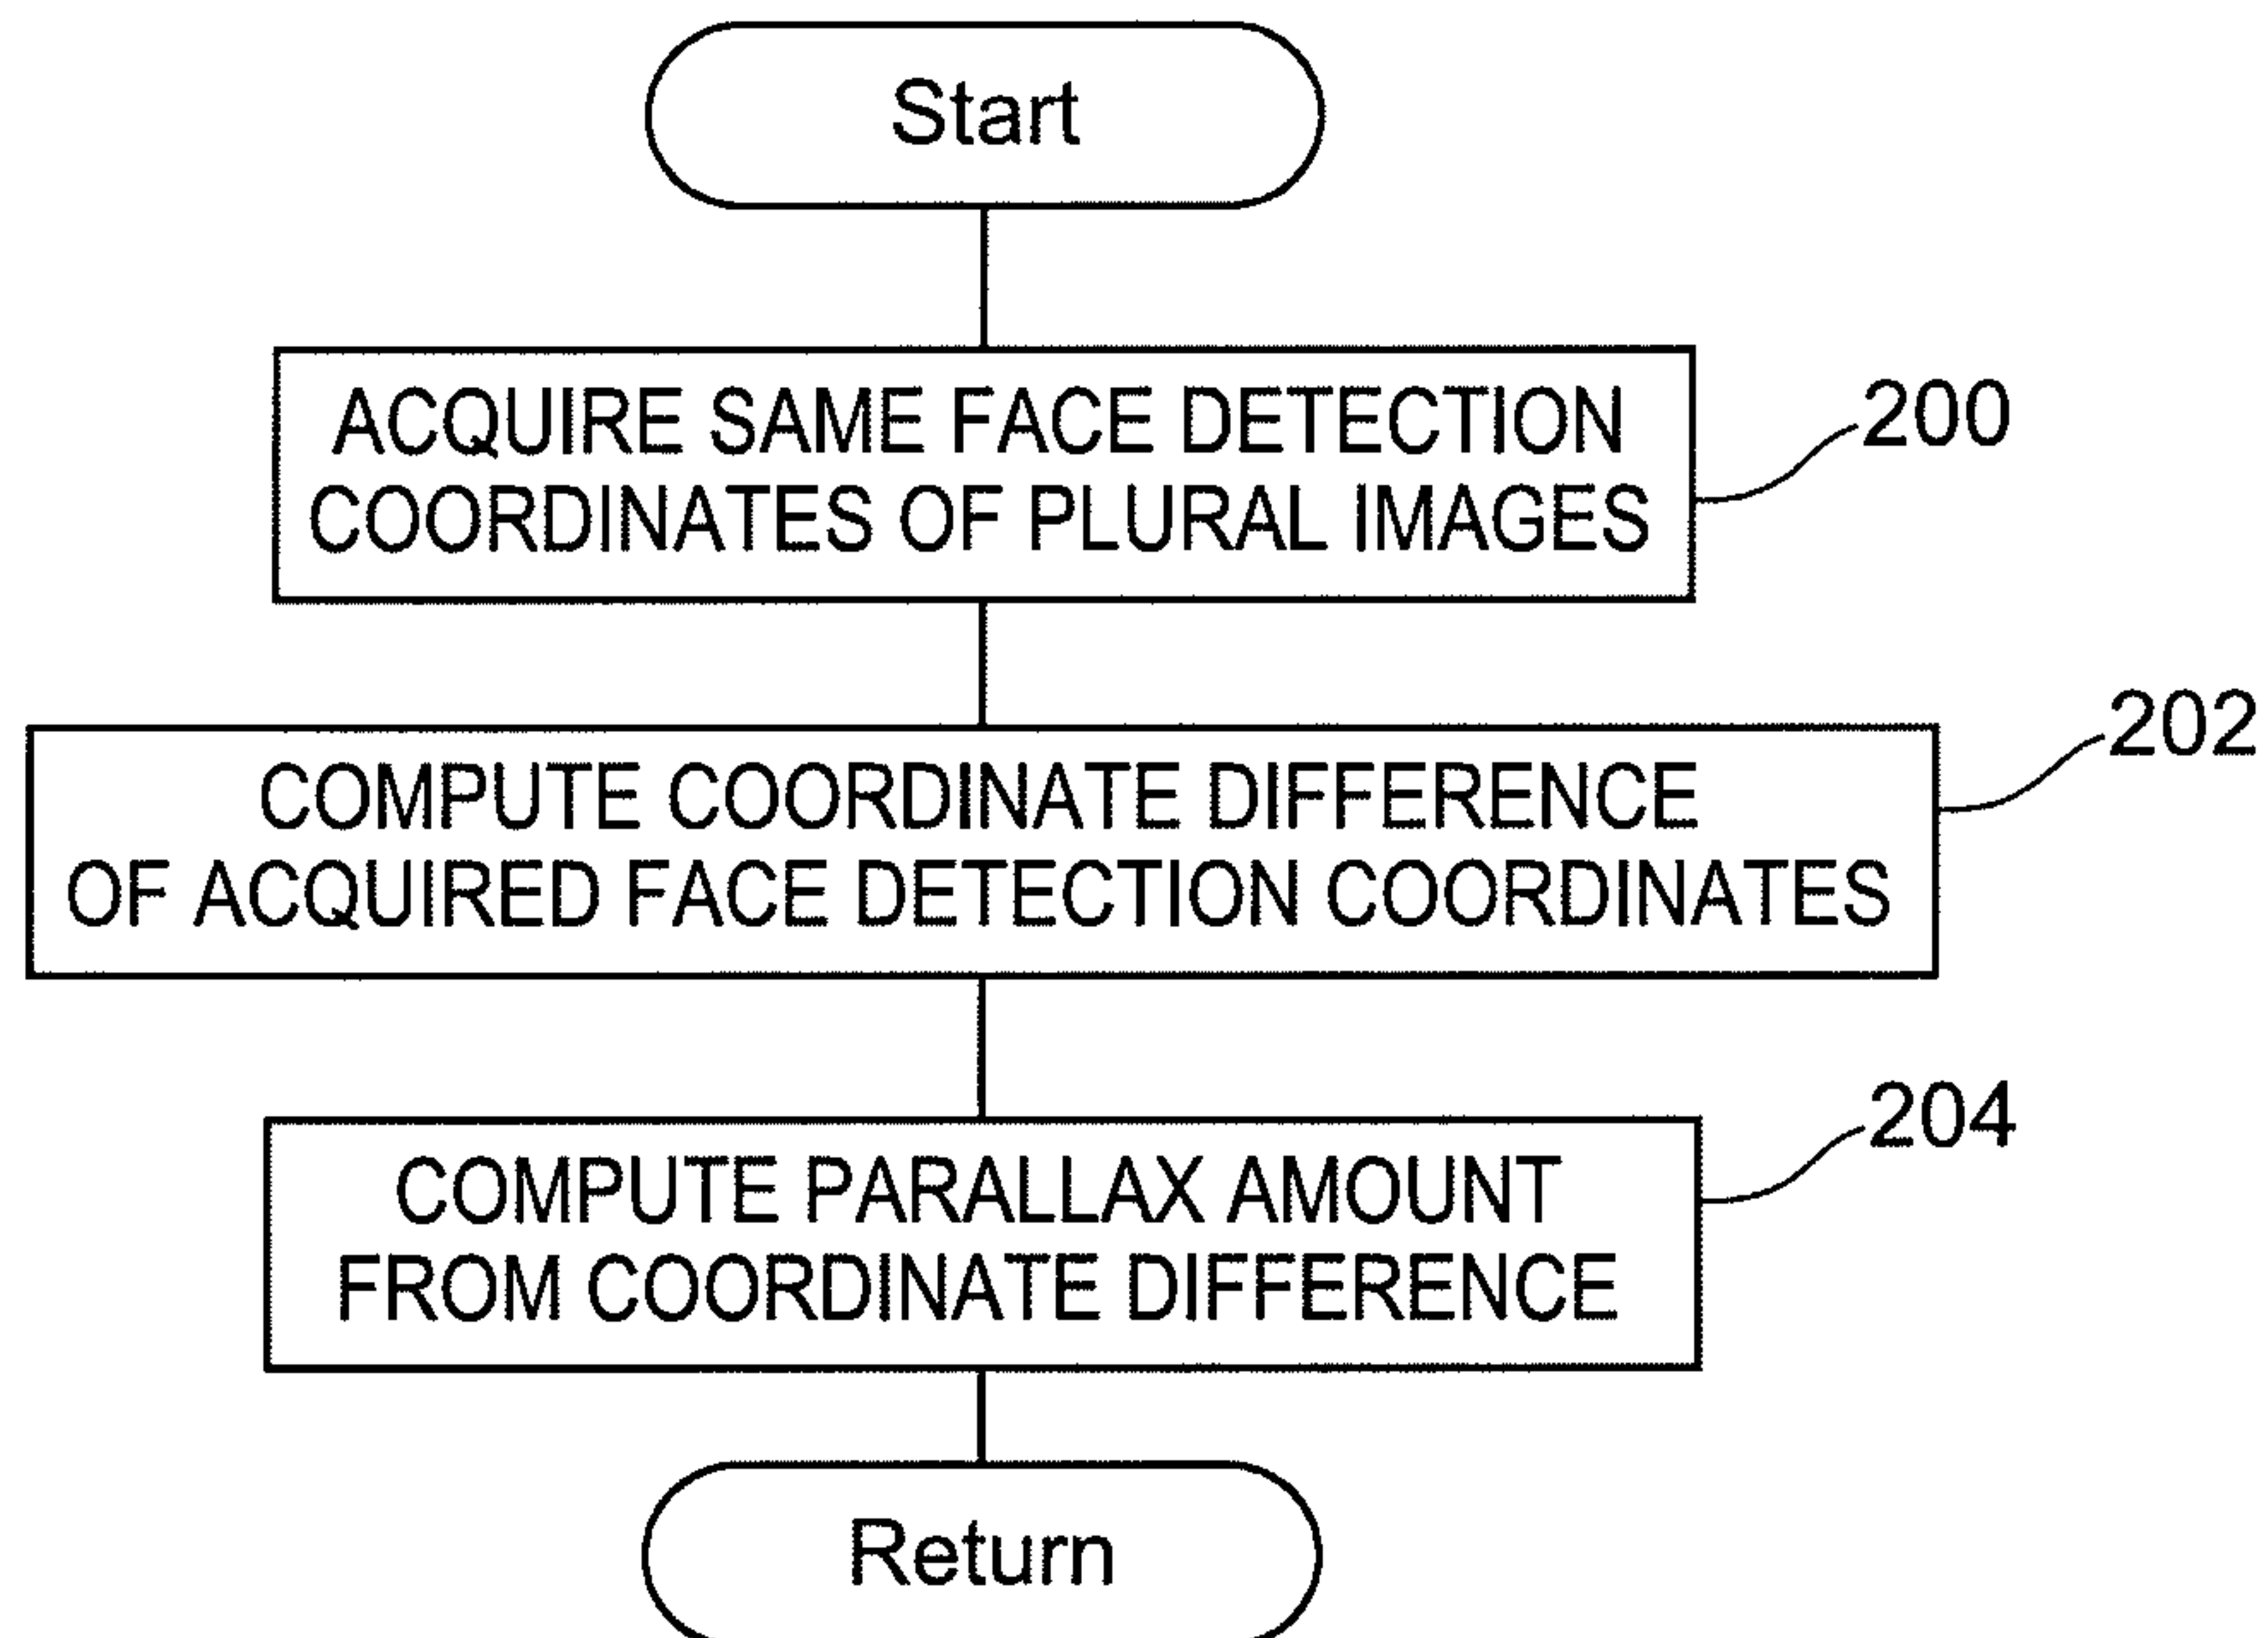 Start
ACQUIRE SAME FACE DETECTION
COORDINATES OF PLURAL IMAGES
200
COMPUTE COORDINATE DIFFERENCE
OF ACQUIRED FACE DETECTION COORDINATES
202
COMPUTE PARALLAX AMOUNT
FROM COORDINATE DIFFERENCE
204
Return